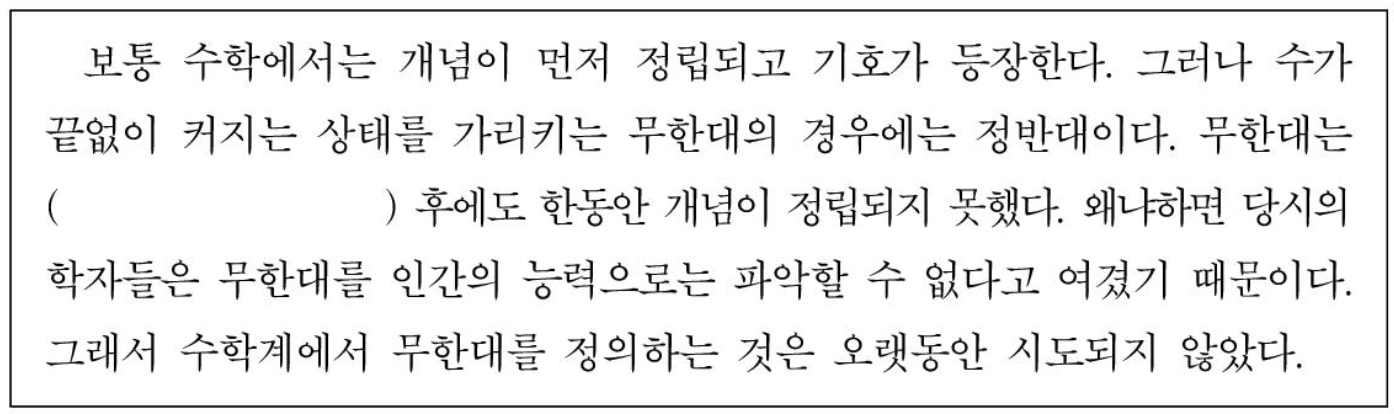 보통 수학에서는 개념이 먼저 정립되고 기호가 등장한다. 그러나 수가
끝없이 커지는 상태를 가리키는 무한대의 경우에는 정반대이다. 무한대는
(                    ) 후에도 한동안 개념이 정립되지 못했다. 왜냐하면 당시의
학자들은 무한대를 인간의 능력으로는 파악할 수 없다고 여겼기 때문이다.
그래서 수학계에서 무한대를 정의하는 것은 오랫동안 시도되지 않았다.